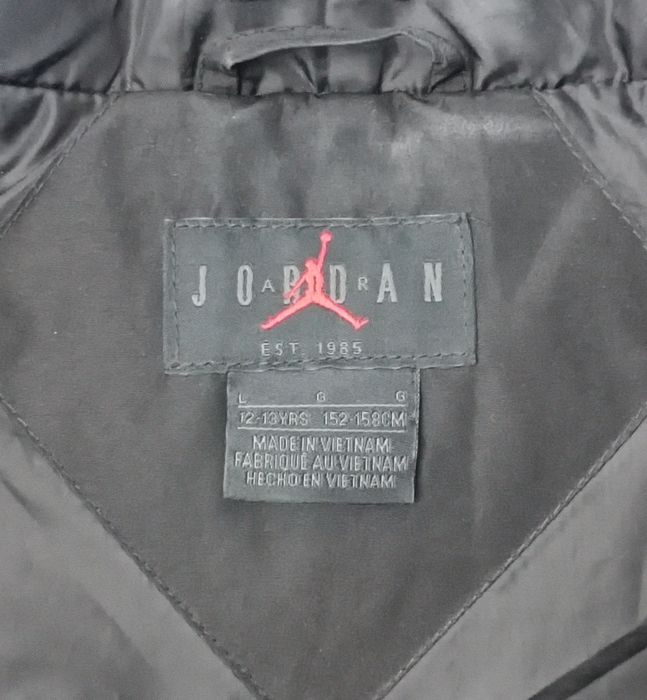 JORDAN
AIR
EST. 1985
L G G
12-13YRS 152-158CM
MADE IN VIETNAM
FABRIQUÉ AU VIETNAM
HECHO EN VIETNAM